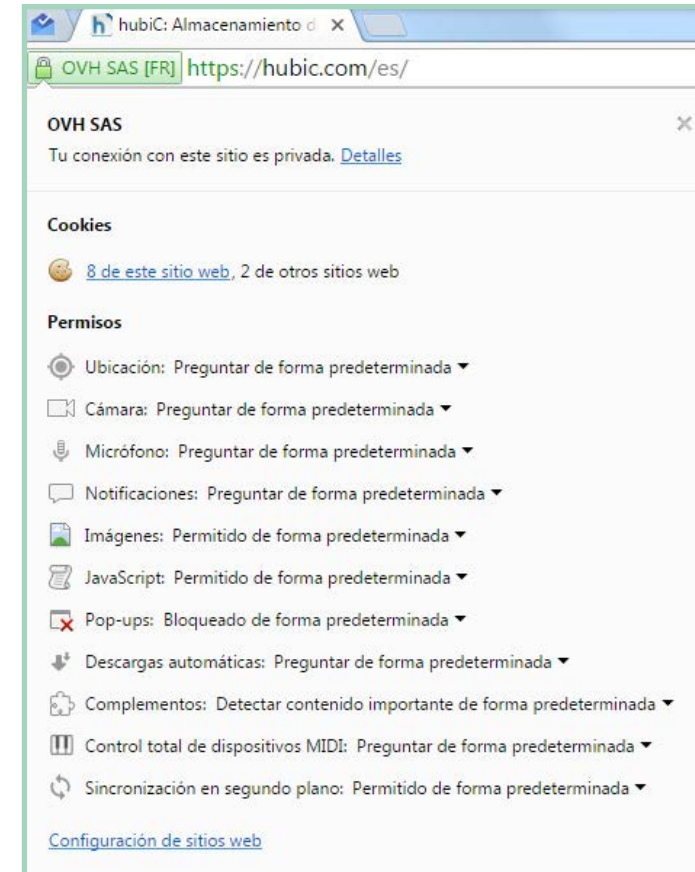 hubiC: Almacenamiento d
OVH SAS [FR] https://hubic.com/es/
OVH SAS
Tu conexión con este sitio es privada. Detalles
Cookies
8 de este sitio web, 2 de otros sitios web
Permisos
Ubicación: Preguntar de forma predeterminada
Cámara: Preguntar de forma predeterminada
Micrófono: Preguntar de forma predeterminada
Notificaciones: Preguntar de forma predeterminada
Imágenes: Permitido de forma predeterminada
JavaScript: Permitido de forma predeterminada
Pop-ups: Bloqueado de forma predeterminada
Descargas automáticas: Preguntar de forma predeterminada
Complementos: Detectar contenido importante de forma predeterminada
Control total de dispositivos MIDI: Preguntar de forma predeterminada
Sincronización en segundo plano: Permitido de forma predeterminada
Configuración de sitios web